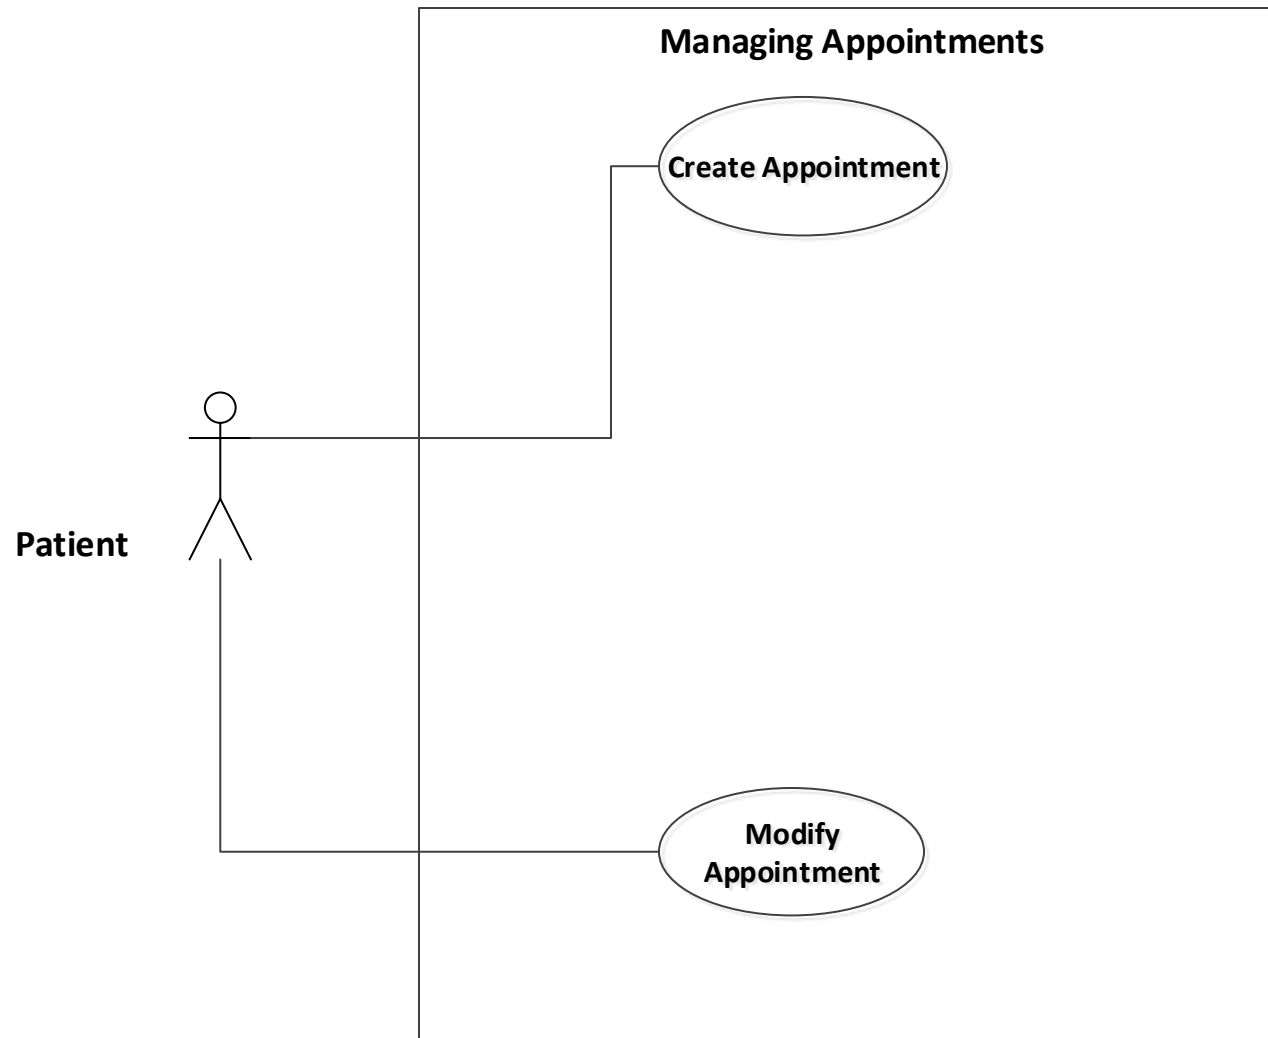 Managing Appointments
Create Appointment
Patient
Modify
Appointment